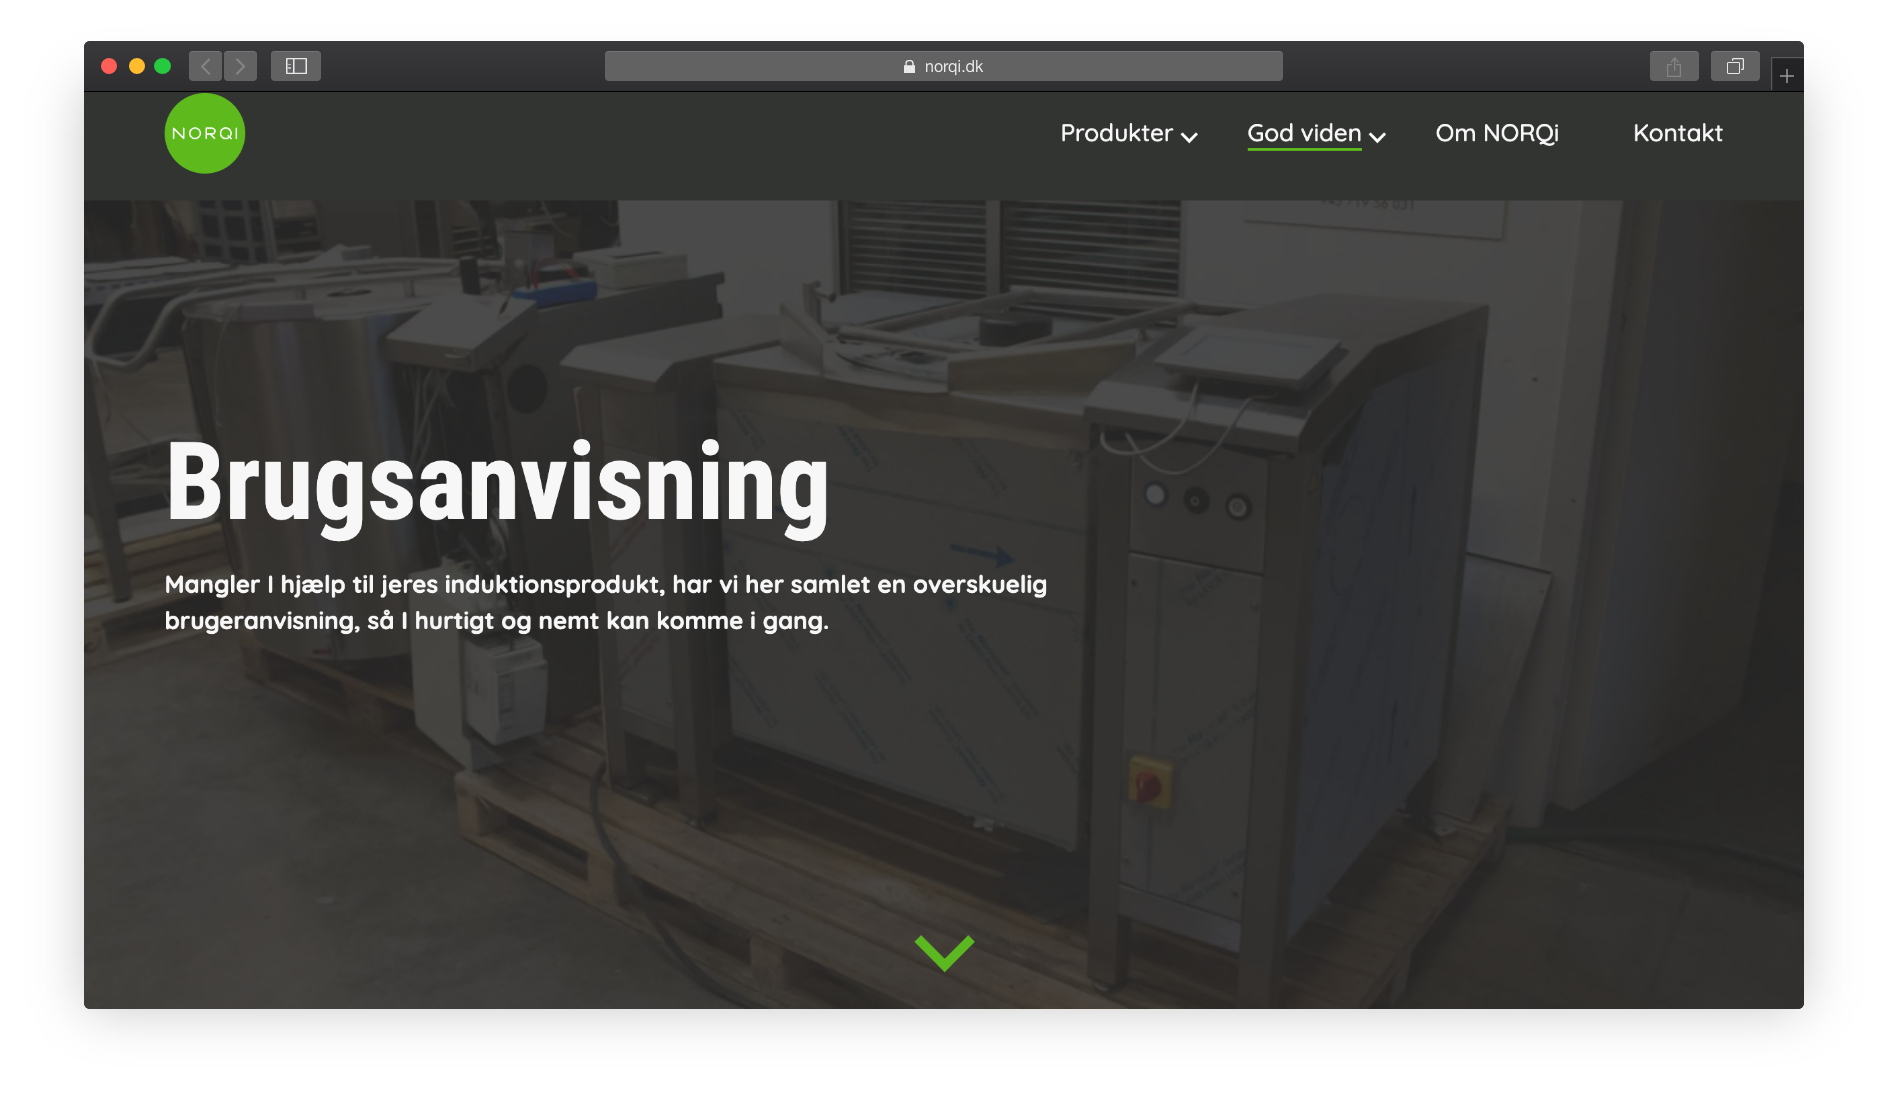 norqi.dk
NORQI
Produkter
God viden
Om NORQi
Kontakt
Brugsanvisning
Mangler I hjælp til jeres induktionsprodukt, har vi her samlet en overskuelig
brugeranvisning, så I hurtigt og nemt kan komme i gang.